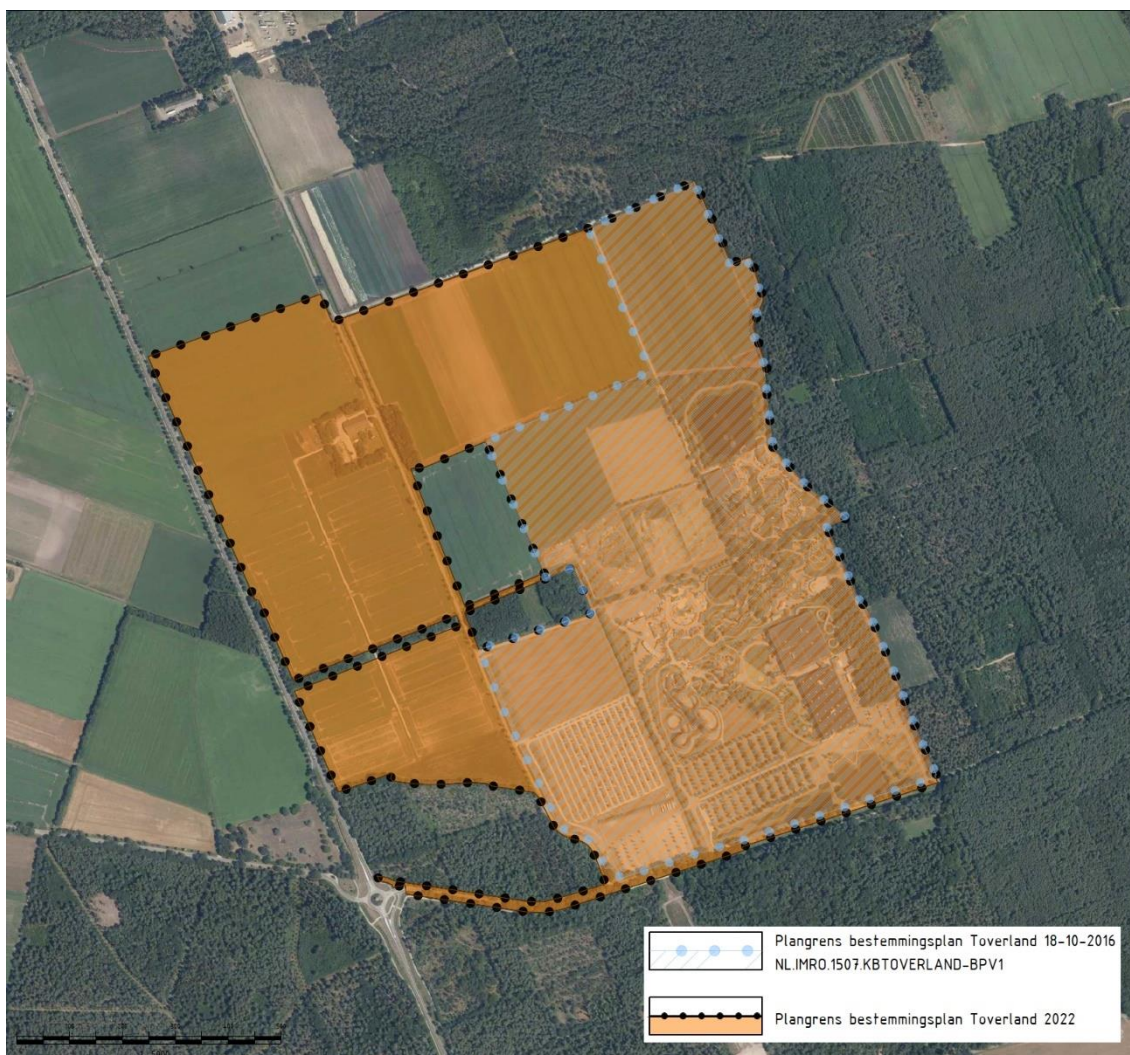 Plangrens bestemmingsplan Toverland 18-10-2016
NL.IMRO.1507.KBTOVERLAND-BPV1
Plangrens bestemmingsplan Toverland 2022